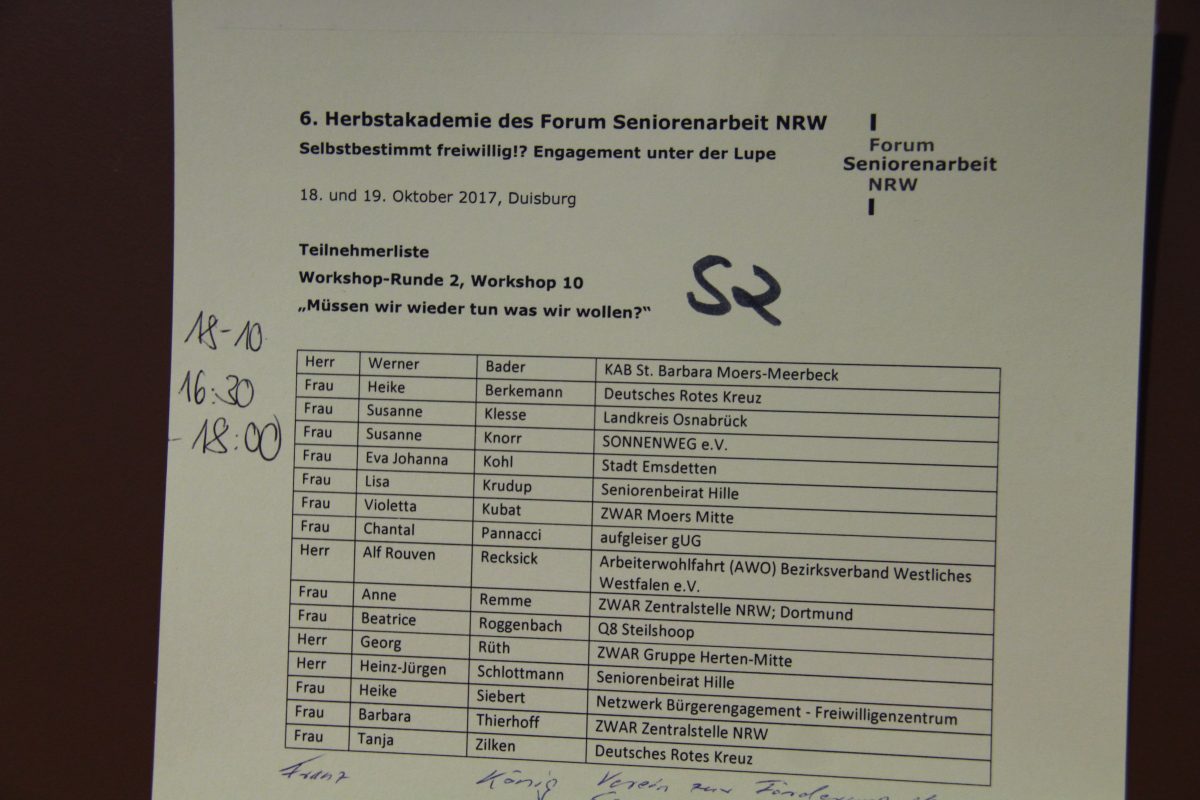 6. Herbstakademie des Forum Seniorenarbeit NRW
Selbstbestimmt freiwillig!? Engagement unter der Lupe
18. und 19. Oktober 2017, Duisburg
Forum
Seniorenarbeit
NRW
Teilnehmerliste
Workshop-Runde 2, Workshop 10
„Müssen wir wieder tun was wir wollen?“
S2
18-10
16:30
- 18:00
Herr Werner Bader KAB St. Barbara Moers-Meerbeck
Frau Heike Berkemann Deutsches Rotes Kreuz
Frau Susanne Klesse Landkreis Osnabrück
Frau Susanne Knorr SONNENWEG e.V.
Frau Eva Johanna Kohl Stadt Emsdetten
Frau Lisa Krudup Seniorenbeirat Hille
Frau Violetta Kubat ZWAR Moers Mitte
Frau Chantal Pannacci aufgleiser gUG
Herr Alf Rouven Recksick Arbeiterwohlfahrt (AWO) Bezirksverband Westliches
Westfalen e.V.
Frau Anne Remme ZWAR Zentralstelle NRW; Dortmund
Frau Beatrice Roggenbach Q8 Steilshoop
Herr Georg Rüth ZWAR Gruppe Herten-Mitte
Herr Heinz-Jürgen Schlottmann Seniorenbeirat Hille
Frau Heike Siebert Netzwerk Bürgerengagement - Freiwilligenzentrum
Frau Barbara Thierhoff ZWAR Zentralstelle NRW
Frau Tanja Zilken Deutsches Rotes Kreuz
Franz König Verein zur